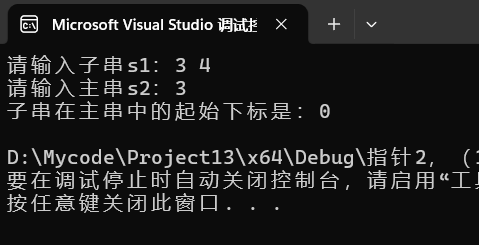 Microsoft Visual Studio 调试
请输入子串s1: 3 4
请输入主串s2: 3
子串在主串中的起始下标是: 0
D:\Mycode\Project13\x64\Debug\指针2, (1
要在调试停止时自动关闭控制台, 请启用“工具
按任意键关闭此窗口. . .